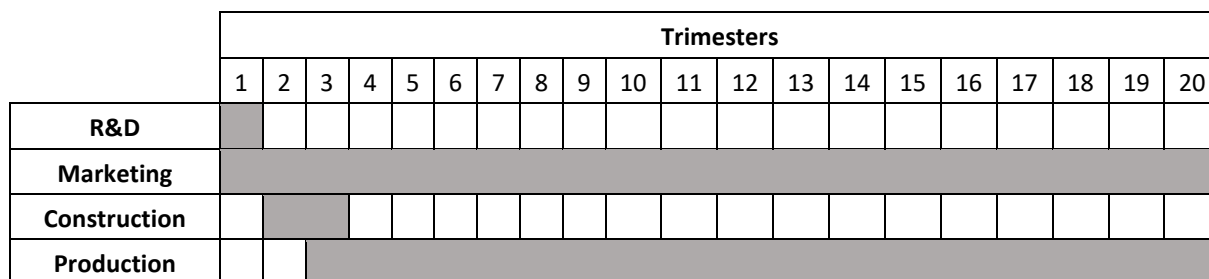 Trimesters
1 2 3 4 5 6 7 8 9 10 11 12 13 14 15 16 17 18 19 20
R&D
Marketing
Construction
Production